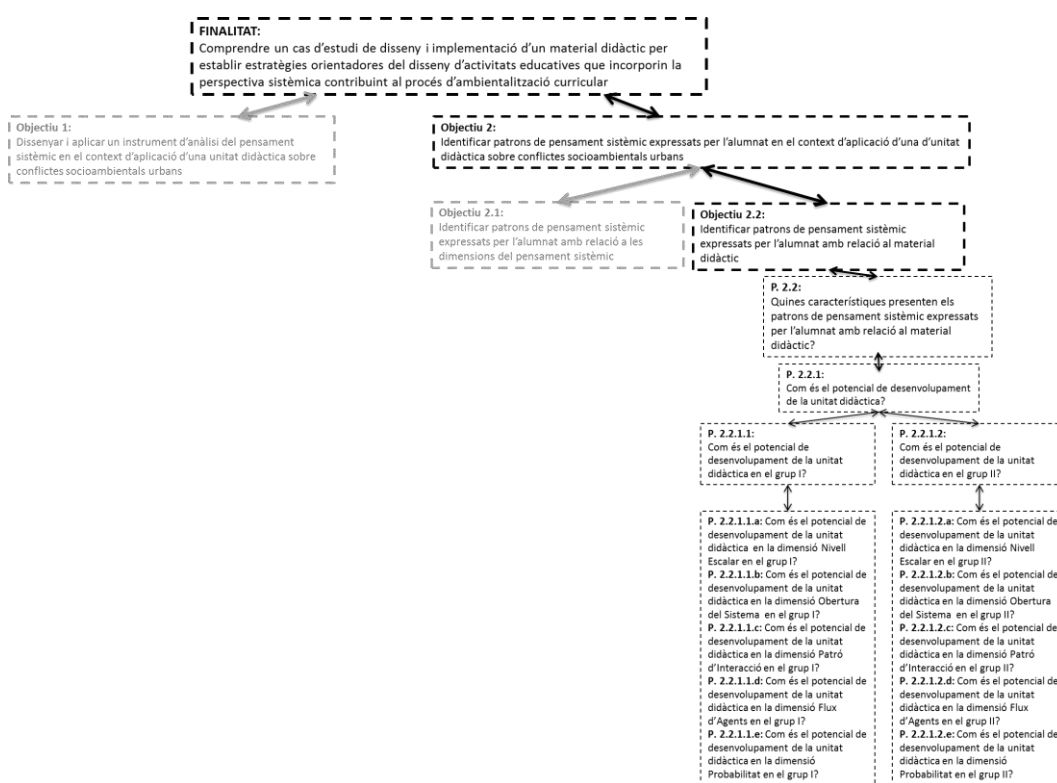 FINALITAT:
Comprendre un cas d'estudi de disseny i implementació d'un material didàctic per
establir estratègies orientadores del disseny d'activitats educatives que incorporin la
perspectiva sistèmica contribuint al procés d'ambientalització curricular
Objectiu 1:
Dissenyar i aplicar un instrument d'anàlisi del pensament
sistèmic en el context d'aplicació d'una unitat didàctica sobre
conflictes socioambientals urbans
Objectiu 2:
Identificar patrons de pensament sistèmic expressats per l'alumnat en el context d'aplicació d'una d'unitat
didàctica sobre conflictes socioambientals urbans
Objectiu 2.1:
Identificar patrons de pensament sistèmic
expressats per l'alumnat amb relació a les
dimensions del pensament sistèmic
Objectiu 2.2:
Identificar patrons de pensament sistèmic
expressats per l'alumnat amb relació al material
didàctic
P. 2.2:
Quines característiques presenten els
patrons de pensament sistèmic expressats
per l'alumnat amb relació al material
didàctic?
P. 2.2.1:
Com és el potencial de desenvolupament
de la unitat didàctica?
P. 2.2.1.1:
Com és el potencial de
desenvolupament de la unitat
didàctica en el grup I?
P. 2.2.1.2:
Com és el potencial de
desenvolupament de la unitat
didàctica en el grup II?
P. 2.2.1.1.a: Com és el potencial de
desenvolupament de la unitat
didàctica en la dimensió Nivell
Escalar en el grup I?
P. 2.2.1.1.b: Com és el potencial de
desenvolupament de la unitat
didàctica en la dimensió Obertura
del Sistema en el grup I?
P. 2.2.1.1.c: Com és el potencial de
desenvolupament de la unitat
didàctica en la dimensió Patró
d'Interacció en el grup I?
P. 2.2.1.1.d: Com és el potencial de
desenvolupament de la unitat
didàctica en la dimensió Flux
d'Agents en el grup I?
P. 2.2.1.1.e: Com és el potencial de
desenvolupament de la unitat
didàctica en la dimensió
Probabilitat en el grup I?
P. 2.2.1.2.a: Com és el potencial de
desenvolupament de la unitat
didàctica en la dimensió Nivell
Escalar en el grup II?
P. 2.2.1.2.b: Com és el potencial de
desenvolupament de la unitat
didàctica en la dimensió Obertura
del Sistema en el grup II?
P. 2.2.1.2.c: Com és el potencial de
desenvolupament de la unitat
didàctica en la dimensió Patró
d'Interacció en el grup II?
P. 2.2.1.2.d: Com és el potencial de
desenvolupament de la unitat
didàctica en la dimensió Flux
d'Agents en el grup II?
P. 2.2.1.2.e: Com és el potencial de
desenvolupament de la unitat
didàctica en la dimensió
Probabilitat en el grup II?